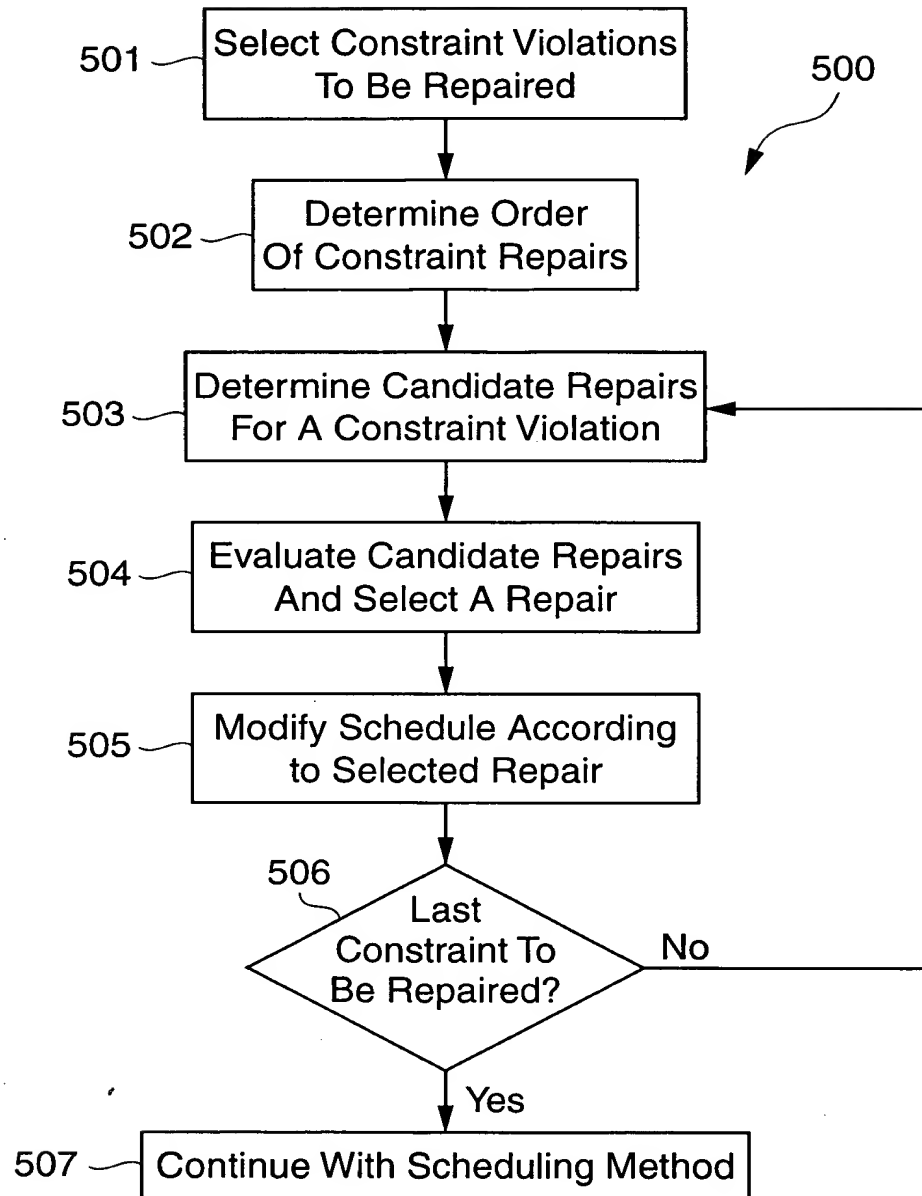 501
Select Constraint Violations
To Be Repaired
500
502
Determine Order
Of Constraint Repairs
503
Determine Candidate Repairs
For A Constraint Violation
504
Evaluate Candidate Repairs
And Select A Repair
505
Modify Schedule According
to Selected Repair
506
Last
Constraint To
Be Repaired?
No
Yes
507
Continue With Scheduling Method